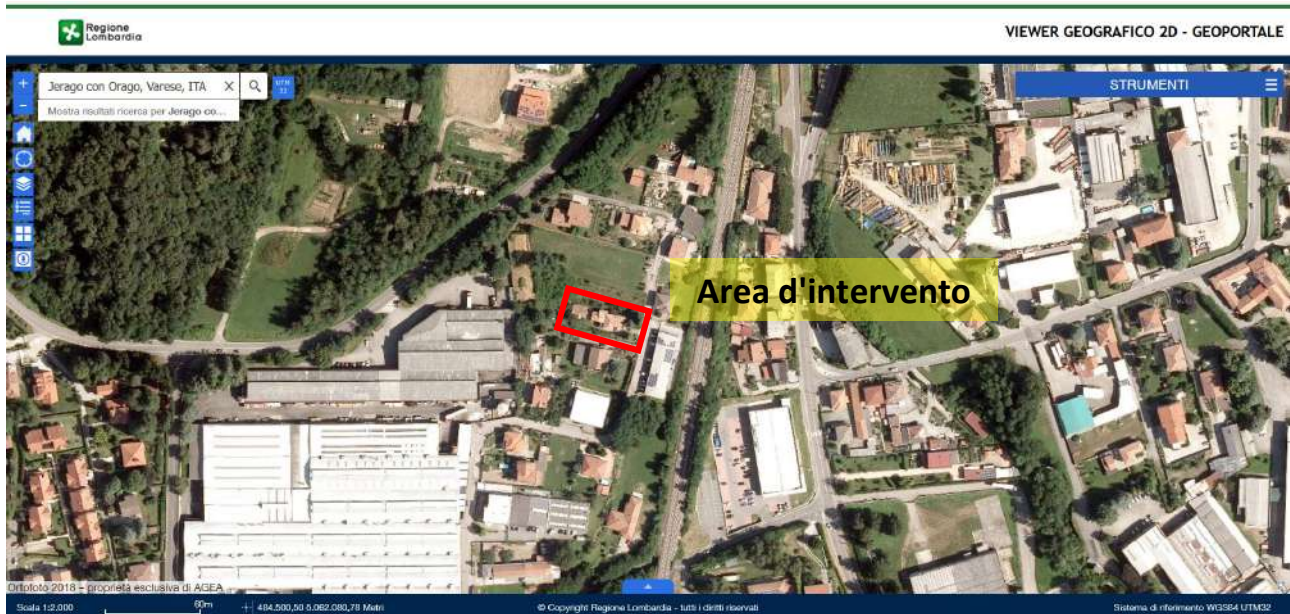 Regione
Lombardia
VIEWER GEOGRAFICO 2D - GEOPORTALE
Jerago con Orago, Varese, ITA X
UTM
32
STRUMENTI
Mostra risultati ricerca per Jerago co...
Area d'intervento
Ortofoto 2018 – proprietà esclusiva di AGEA
Scala 1:2.000
60m
484.500,50 5.062.080,78 Metri
© Copyright Regione Lombardia - tutti i diritti riservati
Sistema di riferimento WGS84 UTM32